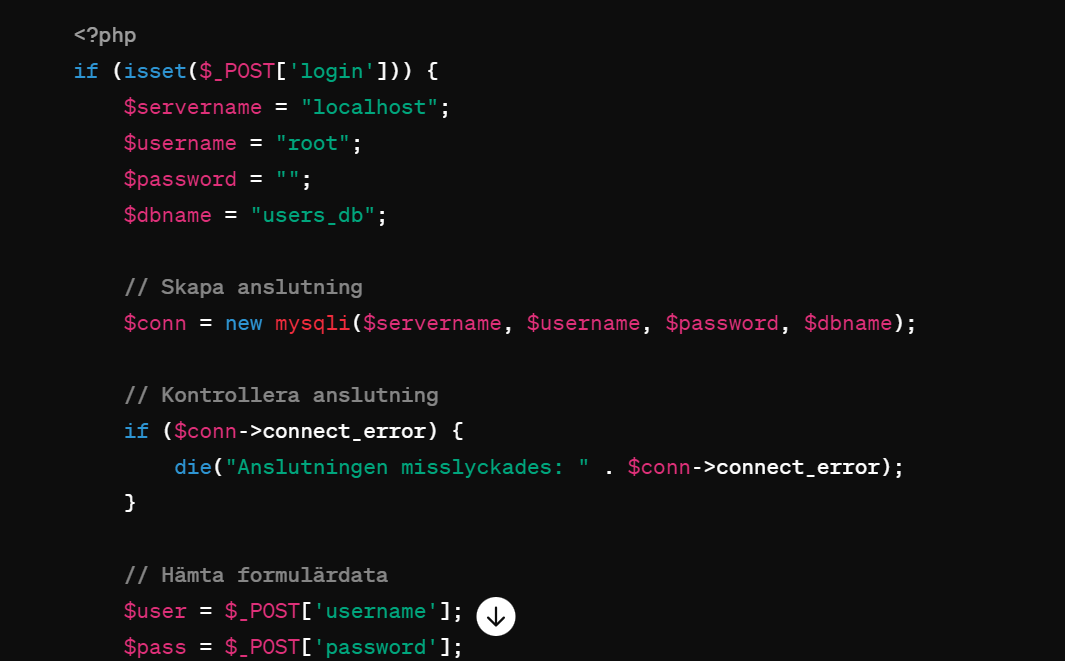 <?php
if (isset($_POST['login'])) {
    $servername = "localhost";
    $username = "root";
    $password = "";
    $dbname = "users_db";

    // Skapa anslutning
    $conn = new mysqli($servername, $username, $password, $dbname);

    // Kontrollera anslutning
    if ($conn->connect_error) {
        die("Anslutningen misslyckades: " . $conn->connect_error);
    }

    // Hämta formulärdata
    $user = $_POST['username'];
    $pass = $_POST['password'];